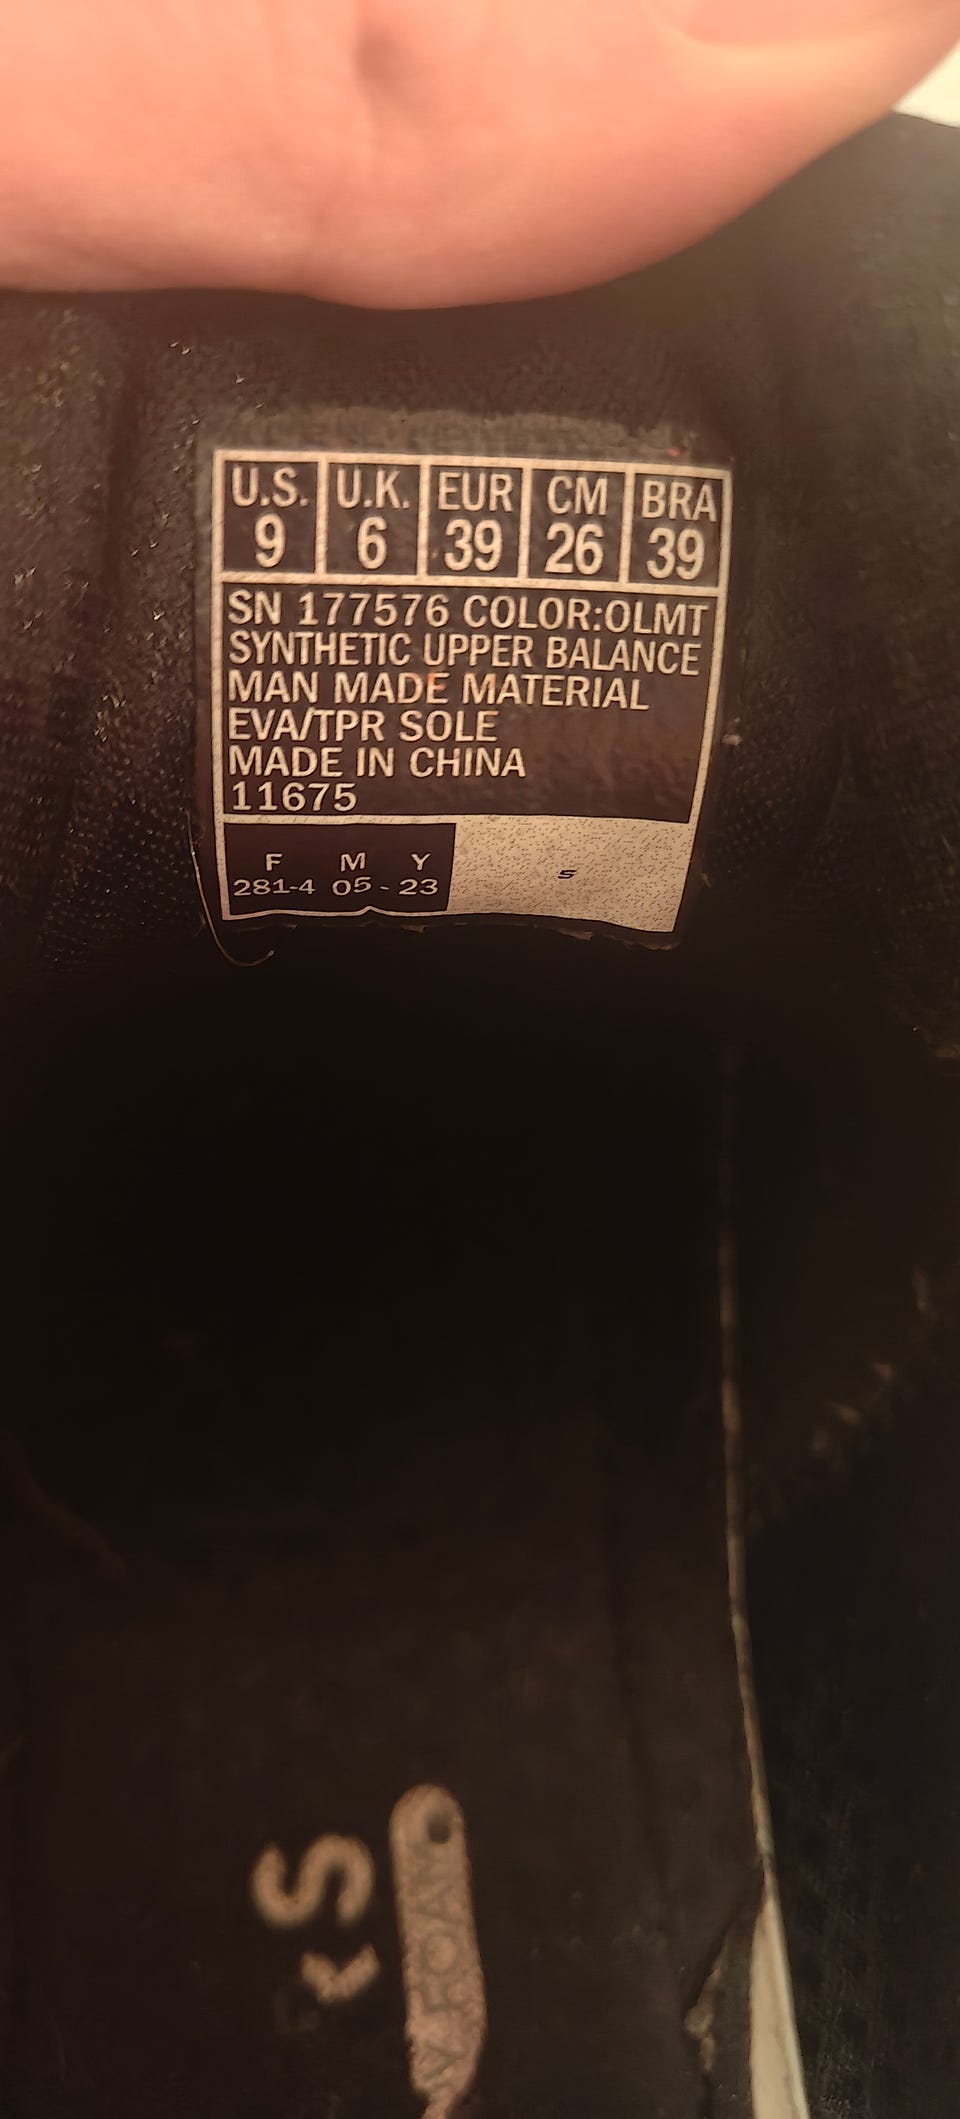 U.S. U.K. EUR CM BRA
9 6 39 26 39
SN 177576 COLOR:OLMT
SYNTHETIC UPPER BALANCE
MAN MADE MATERIAL
EVA/TPR SOLE
MADE IN CHINA
11675
F M Y
281-4 05 - 23
S
FOAM